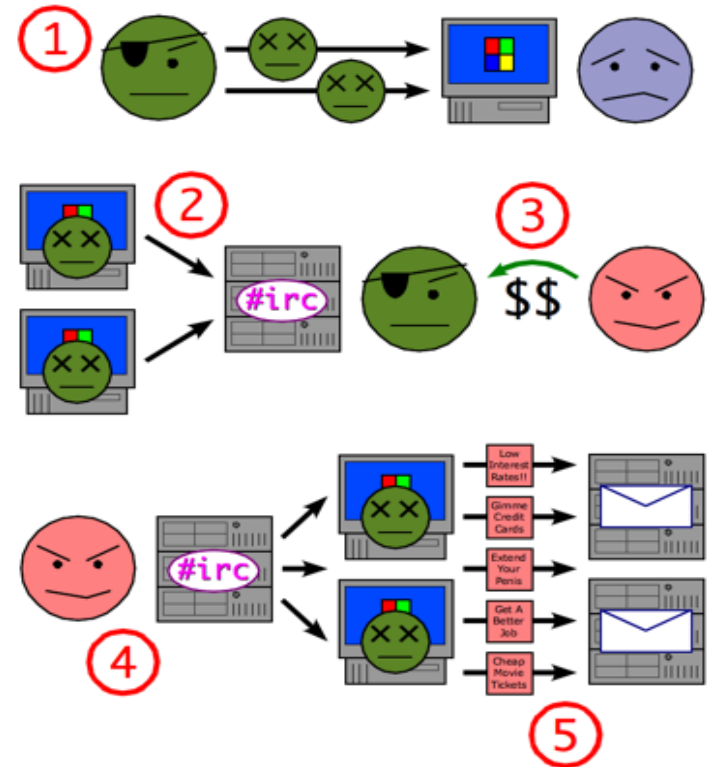 1
2
3
#irc
$$
Low
Interest
Rates!!
Gimme
Credit
Cards
Extend
Your
Penis
#irc
Get A
Better
Job
Cheap
Movie
Tickets
4
5